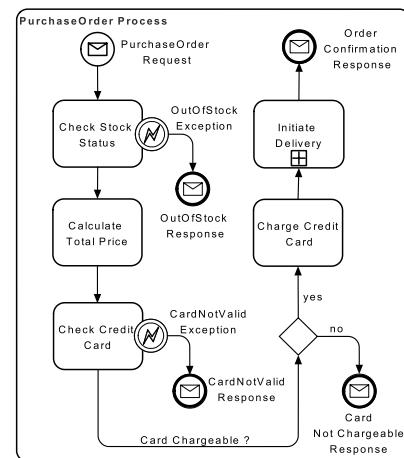 PurchaseOrder Process
PurchaseOrder
Request
Check Stock
Status
OutOfStock
Exception
OutOfStock
Response
Calculate
Total Price
Check Credit
Card
CardNotValid
Exception
CardNotValid
Response
Card Chargeable ?
Order
Confirmation
Response
Initiate
Delivery
Charge Credit
Card
yes
no
Card
Not Chargeable
Response